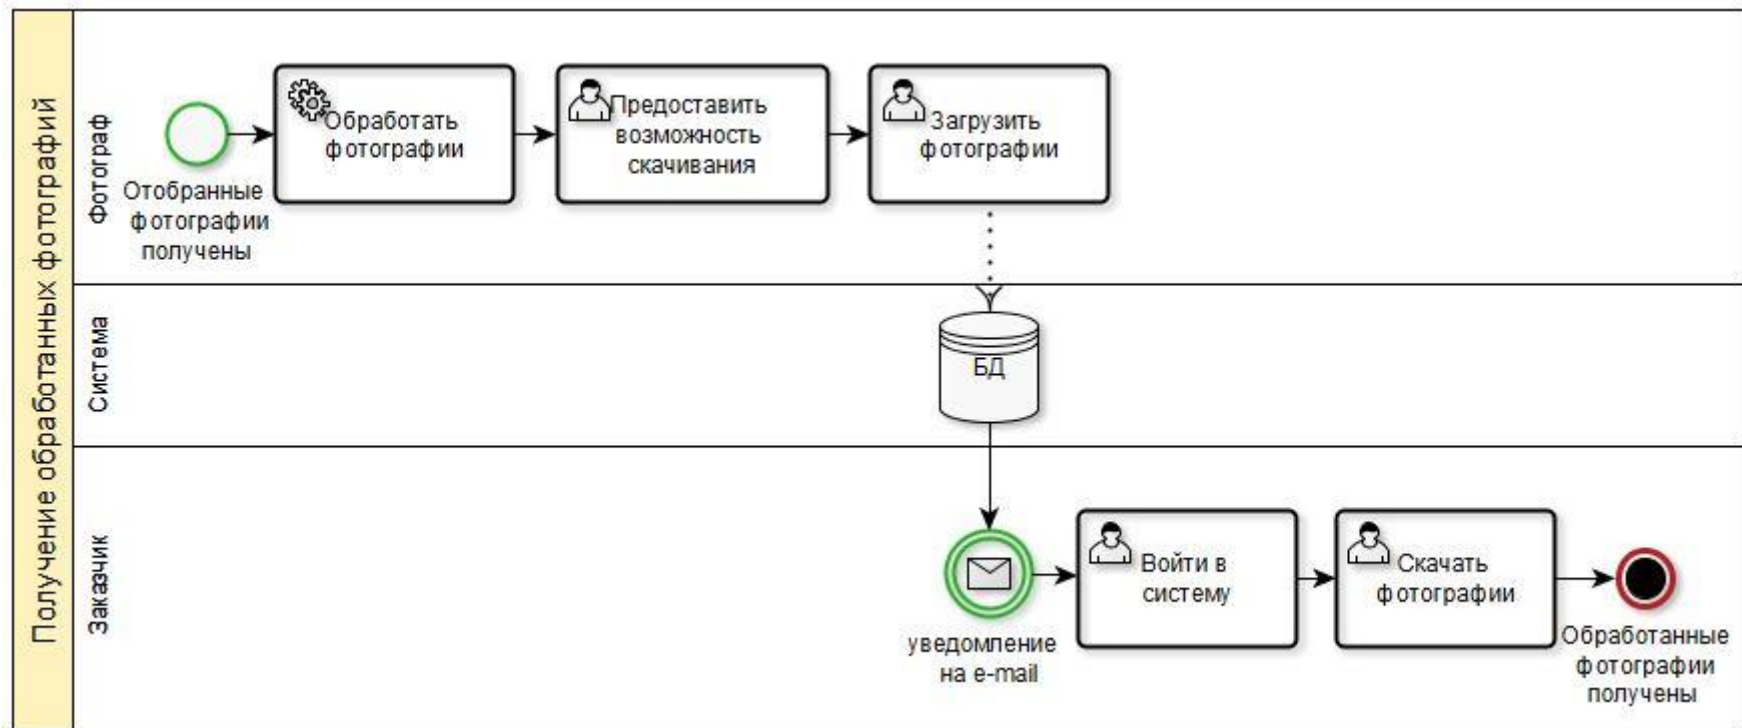 Получение обработанных фотографий
Фотограф
Отобранные
фотографии
получены
Обработать
фотографии
Предоставить
возможность
скачивания
Загрузить
фотографии
Система
БД
Заказчик
уведомление
на e-mail
Войти в
систему
Скачать
фотографии
Обработанные
фотографии
получены